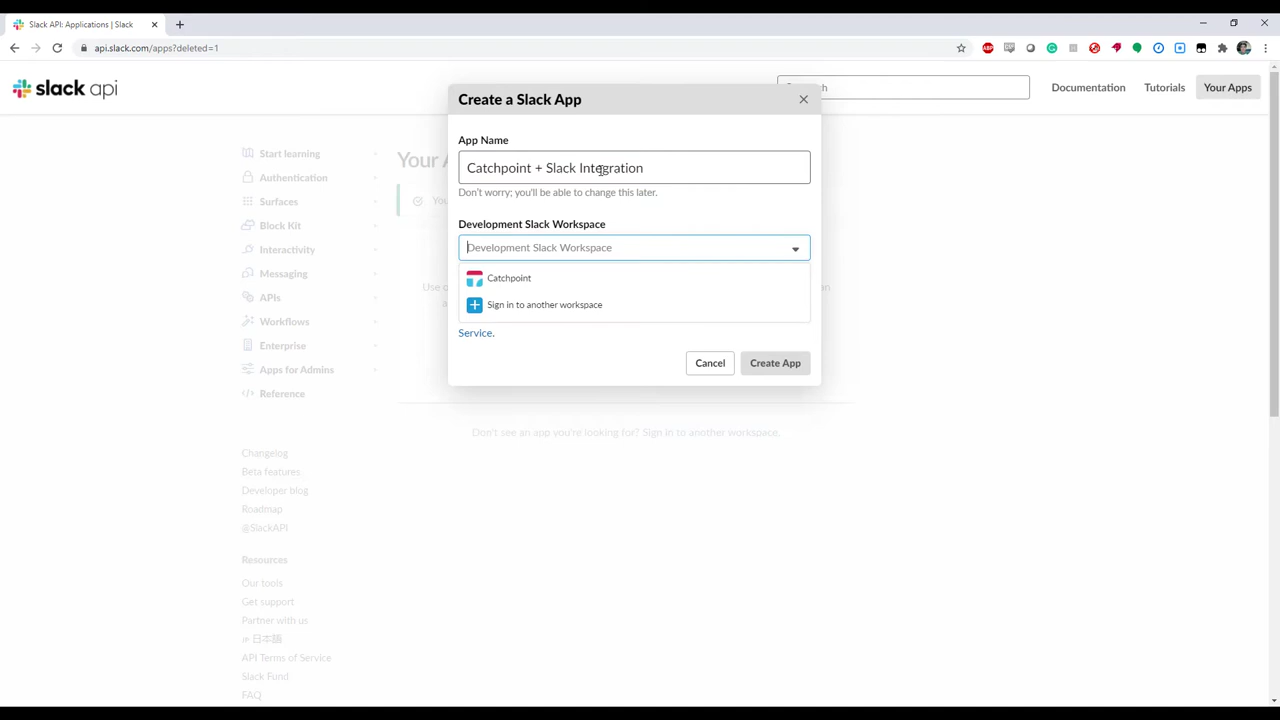 Slack API: Applications | Slack
api.slack.com/apps?deleted=1
ABP
slack api
Documentation
Tutorials
Your Apps
Create a Slack App
App Name
Catchpoint + Slack Integration
Don't worry; you'll be able to change this later.
Development Slack Workspace
Development Slack Workspace
Catchpoint
Sign in to another workspace
Service.
Cancel
Create App
Start learning
Authentication
Surfaces
Block Kit
Interactivity
Messaging
APIs
Workflows
Enterprise
Apps for Admins
Reference
Your
Don't see an app you're looking for? Sign in to another workspace.
Changelog
Beta features
Developer blog
Roadmap
@SlackAPI
Resources
Our tools
Get support
Partner with us
日本語
API Terms of Service
Slack Fund
FAQ